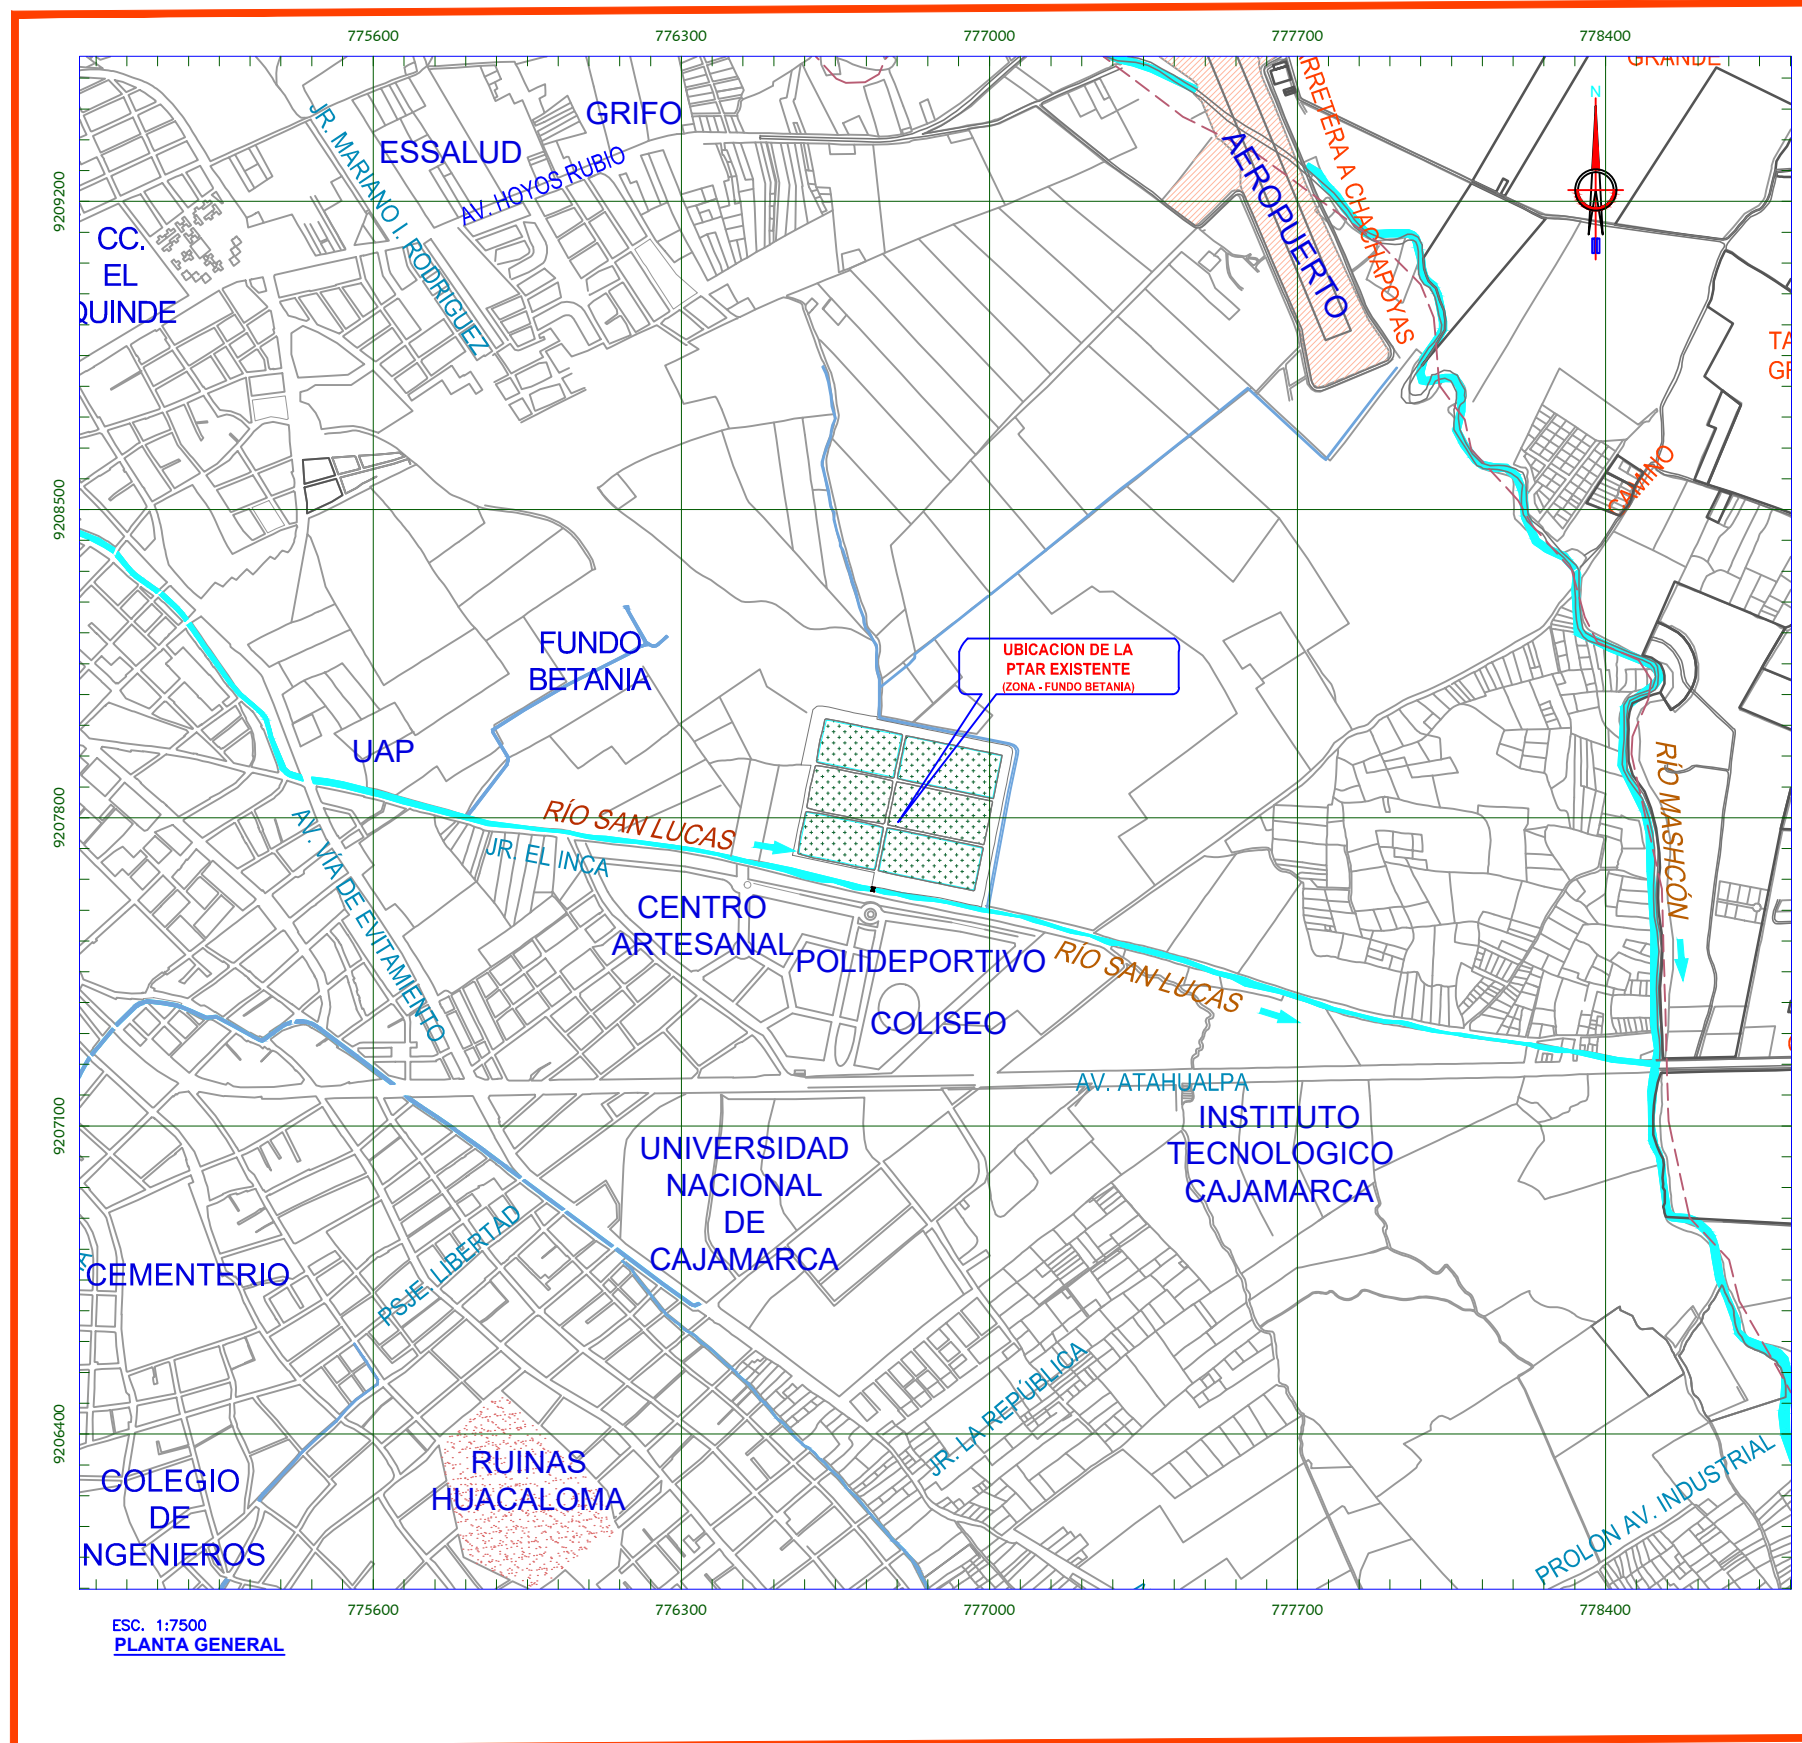 775600
776300
777000
777700
778400
GRANDE
N
GRIFO
ESSALUD
AV. HOYOS RUBIO
JR. MARIANO I. RODRIGUEZ
RRETERA A CHACHAPOYAS
AEROPUERTO
9209200
CC.
EL
QUINDE
TA
GR
CAMINO
9208500
FUNDO
BETANIA
UBICACION DE LA
PTAR EXISTENTE
(ZONA - FUNDO BETANIA)
UAP
RÍO MASHCÓN
9207800
RÍO SAN LUCAS
JR. EL INCA
AV. VÍA DE EVITAMIENTO
CENTRO
ARTESANAL
POLIDEPORTIVO
RÍO SAN LUCAS
COLISEO
AV. ATAHUALPA
9207100
INSTITUTO
TECNOLOGICO
CAJAMARCA
UNIVERSIDAD
NACIONAL
DE
CAJAMARCA
PSJE. LIBERTAD
CEMENTERIO
JR. LA REPÚBLICA
9206400
RUINAS
HUACALOMA
COLEGIO
DE
NGENIEROS
PROLON AV. INDUSTRIAL
775600
776300
777000
777700
778400
ESC. 1:7500
PLANTA GENERAL